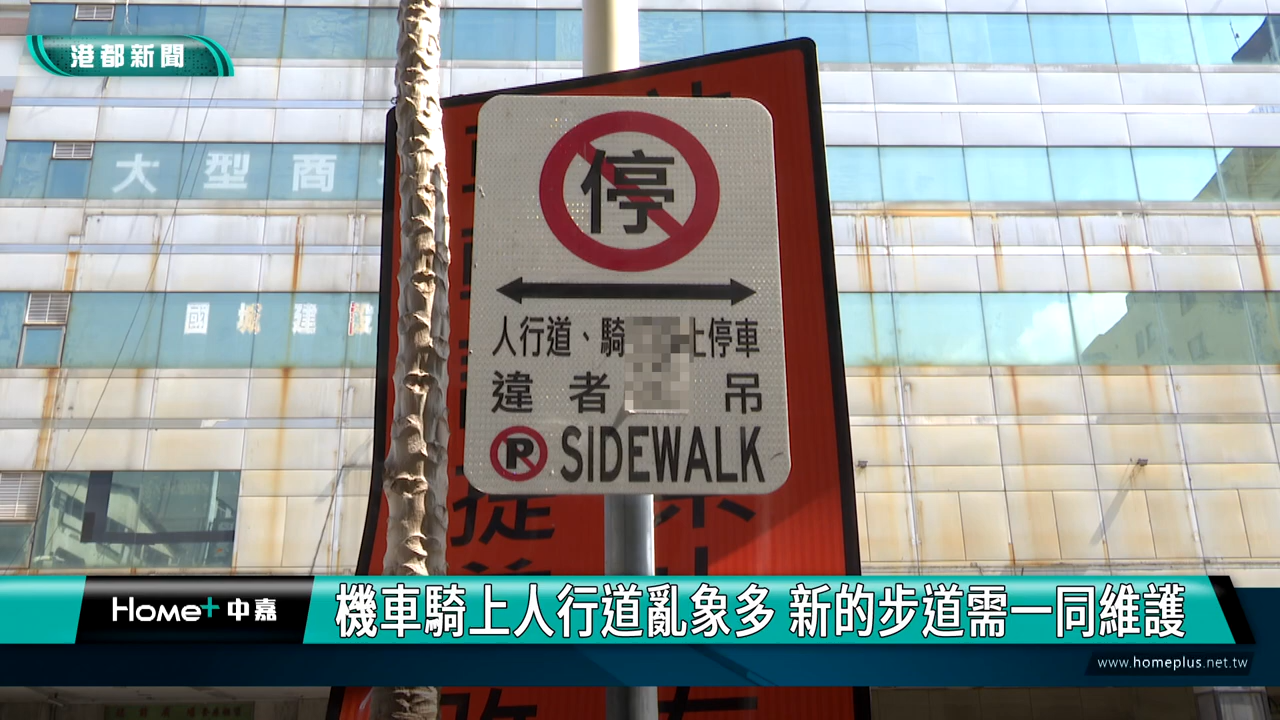 港都新聞
大型商
國城建設
停
人行道、騎 上停車
違者 吊
P SIDEWALK
提
Home+ 中嘉
機車騎上人行道亂象多 新的步道需一同維護
www.homeplus.net.tw